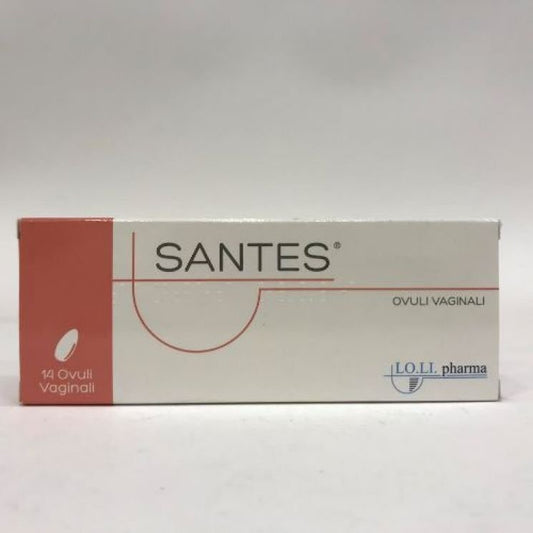 SANTES®
OVULI VAGINALI
14 Ovuli
Vaginali
LO.LI. pharma